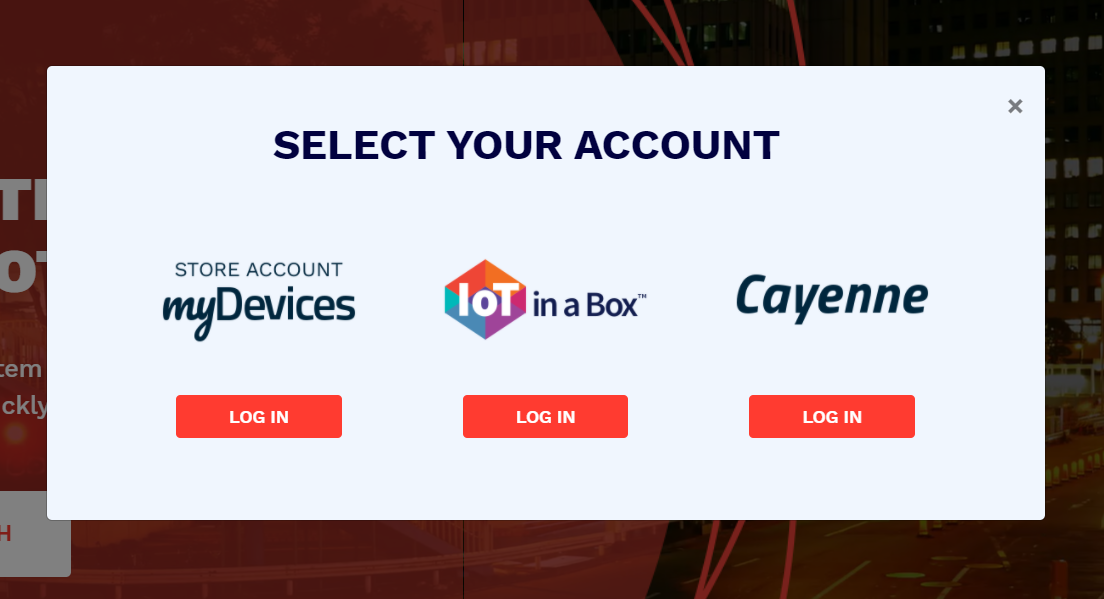 ×
SELECT YOUR ACCOUNT
STORE ACCOUNT
myDevices
IoT in a Box™
Cayenne
LOG IN
LOG IN
LOG IN